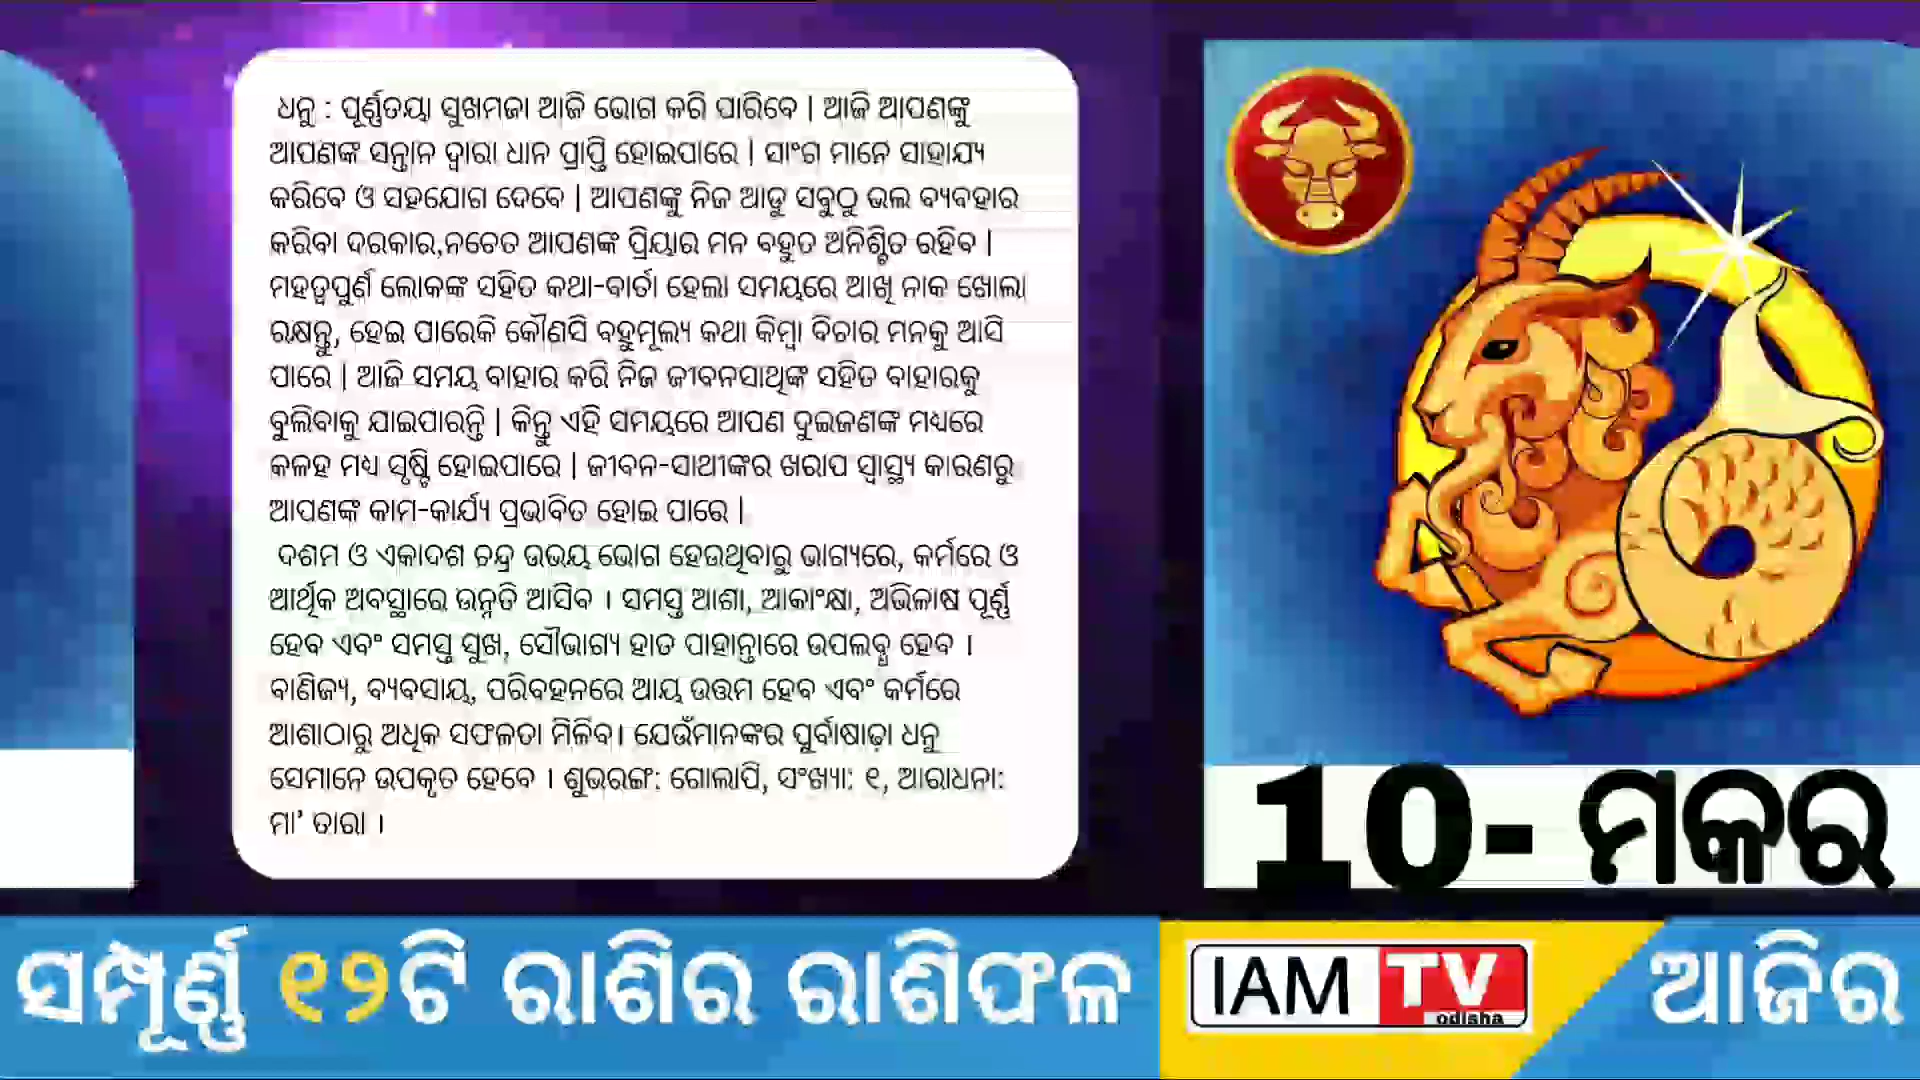 ଧନୁ : ପୂର୍ଣ୍ଣତୟା ସୁଖମଜା ଆଜି ଭୋଗ କରି ପାରିବେ | ଆଜି ଆପଣଙ୍କୁ
ଆପଣଙ୍କ ସନ୍ତାନ ଦ୍ୱାରା ଧାନ ପ୍ରାପ୍ତି ହୋଇପାରେ | ସାଂଗ ମାନେ ସାହାଯ୍ୟ
କରିବେ ଓ ସହଯୋଗ ଦେବେ | ଆପଣଙ୍କୁ ନିଜ ଆଡୁ ସବୁଠୁ ଭଲ ବ୍ୟବହାର
କରିବା ଦରକାର,ନଚେତ ଆପଣଙ୍କ ପ୍ରିୟାର ମନ ବହୁତ ଅନିଶ୍ଚିତ ରହିବ |
ମହତ୍ୱପୁର୍ଣ ଲୋକଙ୍କ ସହିତ କଥା-ବାର୍ତା ହେଲା ସମୟରେ ଆଖି ନାକ ଖୋଲା
ରକ୍ଷନ୍ତୁ, ହେଇ ପାରେକି କୌଣସି ବହୁମୂଲ୍ୟ କଥା କିମ୍ବା ବିଚାର ମନକୁ ଆସି
ପାରେ | ଆଜି ସମୟ ବାହାର କରି ନିଜ ଜୀବନସାଥିଙ୍କ ସହିତ ବାହାରକୁ
ବୁଲିବାକୁ ଯାଇପାରନ୍ତି | କିନ୍ତୁ ଏହି ସମୟରେ ଆପଣ ଦୁଇଜଣଙ୍କ ମଧ୍ୟରେ
କଳହ ମଧ୍ୟ ସୃଷ୍ଟି ହୋଇପାରେ | ଜୀବନ-ସାଥୀଙ୍କର ଖରାପ ସ୍ୱାସ୍ଥ୍ୟ କାରଣରୁ
ଆପଣଙ୍କ କାମ-କାର୍ଯ୍ୟ ପ୍ରଭାବିତ ହୋଇ ପାରେ |
ଦଶମ ଓ ଏକାଦଶ ଚନ୍ଦ୍ର ଉଭୟ ଭୋଗ ହେଉଥିବାରୁ ଭାଗ୍ୟରେ, କର୍ମରେ ଓ
ଆର୍ଥିକ ଅବସ୍ଥାରେ ଉନ୍ନତି ଆସିବ । ସମସ୍ତ ଆଶା, ଆକାଂକ୍ଷା, ଅଭିଳାଷ ପୂର୍ଣ୍ଣ
ହେବ ଏବଂ ସମସ୍ତ ସୁଖ, ସୌଭାଗ୍ୟ ହାତ ପାହାନ୍ତାରେ ଉପଲବ୍ଧ ହେବ ।
ବାଣିଜ୍ୟ, ବ୍ୟବସାୟ, ପରିବହନରେ ଆୟ ଉତ୍ତମ ହେବ ଏବଂ କର୍ମରେ
ଆଶାଠାରୁ ଅଧିକ ସଫଳତା ମିଳିବ। ଯେଉଁମାନଙ୍କର ପୁର୍ବାଷାଢ଼ା ଧନୁ
ସେମାନେ ଉପକୃତ ହେବେ । ଶୁଭରଙ୍ଗ: ଗୋଲାପି, ସଂଖ୍ୟା: ୧, ଆରାଧନା:
ମା' ତାରା ।
10- ମକର
ସମ୍ପୂର୍ଣ୍ଣ ୧୨ଟି ରାଶିର ରାଶିଫଳ
IAM TV
odisha
ଆଜିର